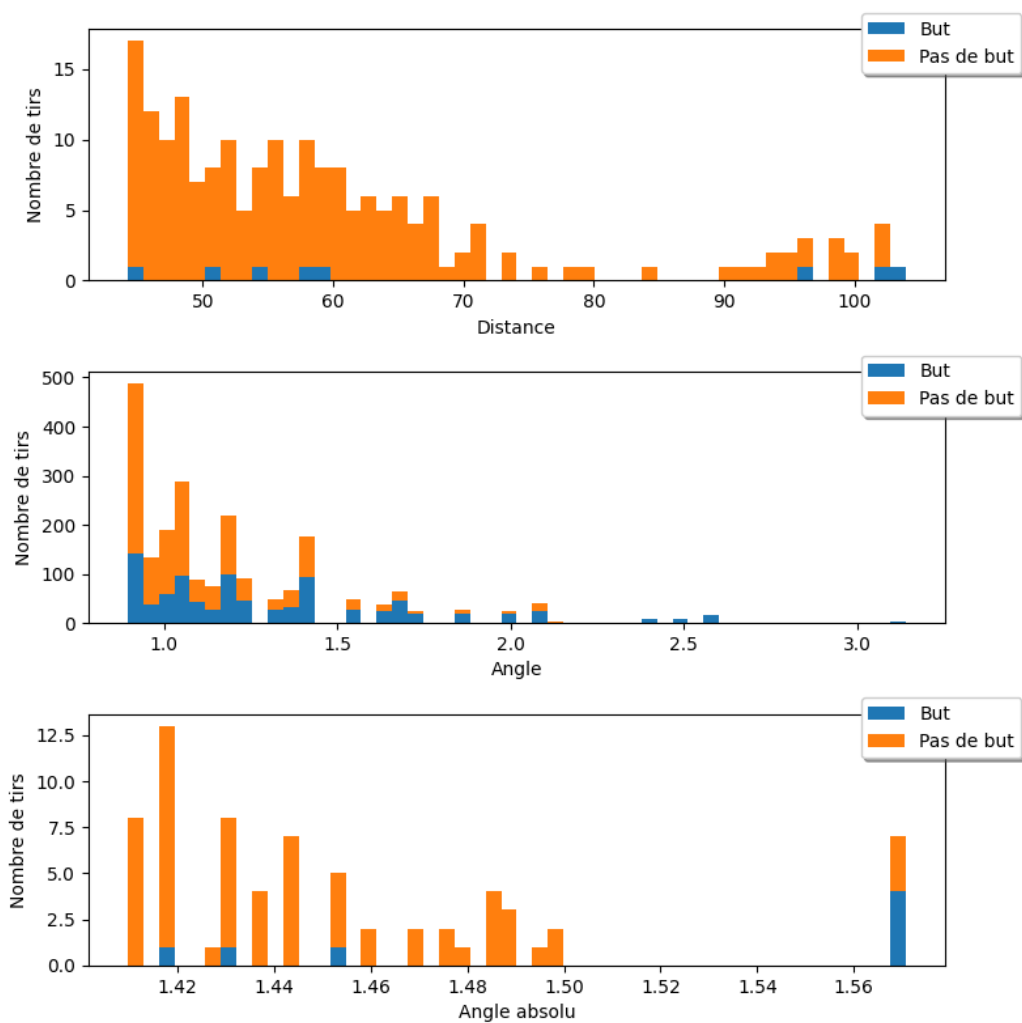 But
Pas de but
15
10
5
0
Nombre de tirs
50 60 70 80 90 100
Distance
But
Pas de but
500
400
300
200
100
0
Nombre de tirs
1.0 1.5 2.0 2.5 3.0
Angle
But
Pas de but
12.5
10.0
7.5
5.0
2.5
0.0
Nombre de tirs
1.42 1.44 1.46 1.48 1.50 1.52 1.54 1.56
Angle absolu